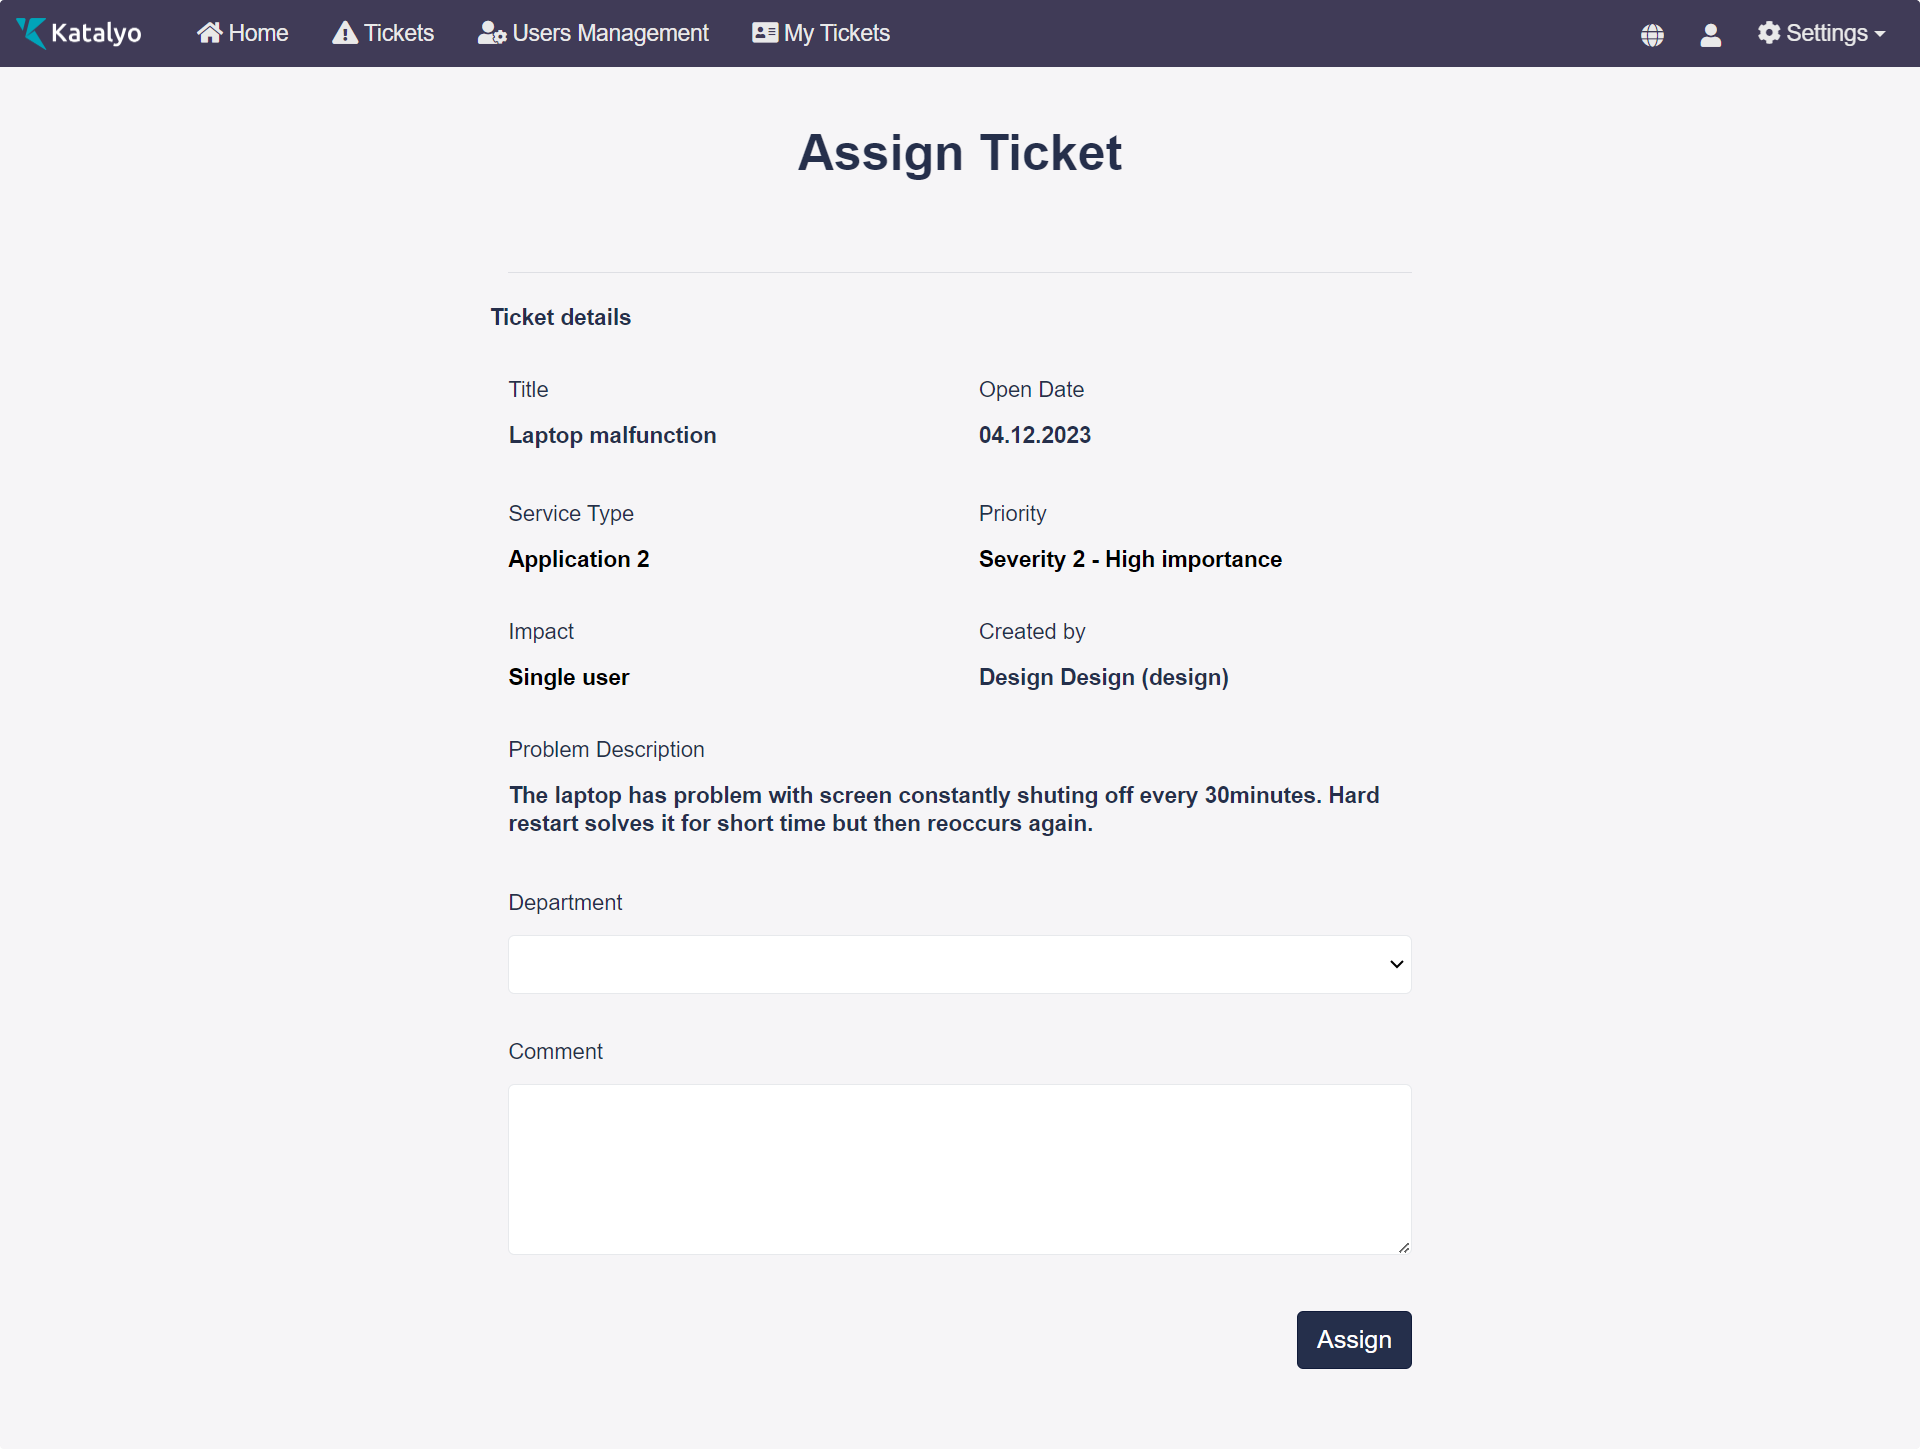 Katalyo Home Tickets Users Management My Tickets Settings
Assign Ticket
Ticket details
Title
Open Date
Laptop malfunction
04.12.2023
Service Type
Priority
Application 2
Severity 2 - High importance
Impact
Created by
Single user
Design Design (design)
Problem Description
The laptop has problem with screen constantly shuting off every 30minutes. Hard
restart solves it for short time but then reoccurs again.
Department
Comment
Assign